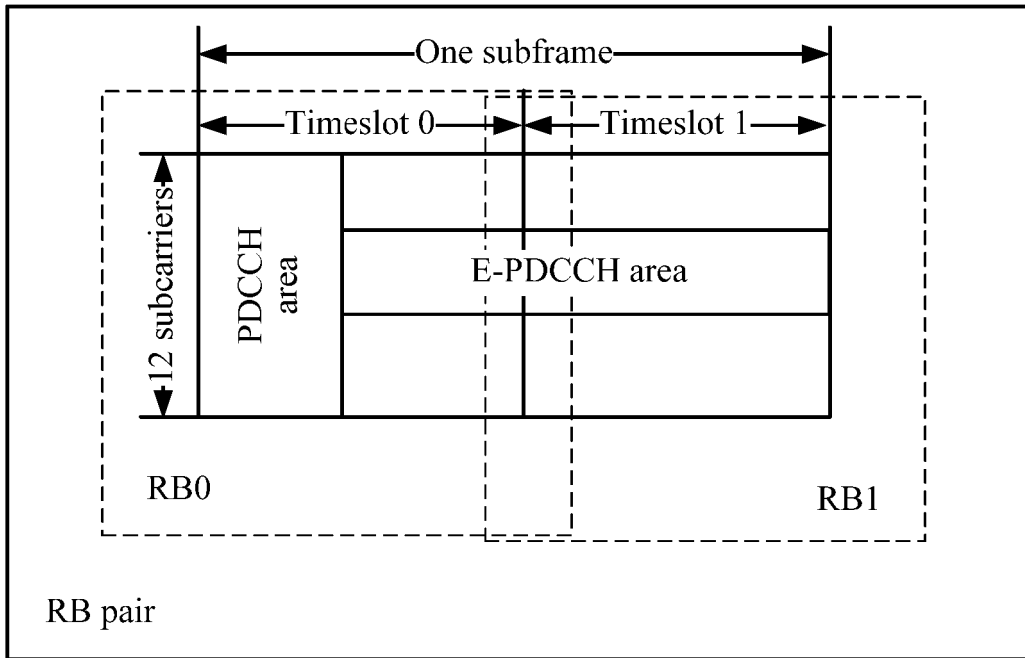 One subframe
Timeslot 0
Timeslot 1
12 subcarriers
PDCCH
area
E-PDCCH area
RB0
RB1
RB pair